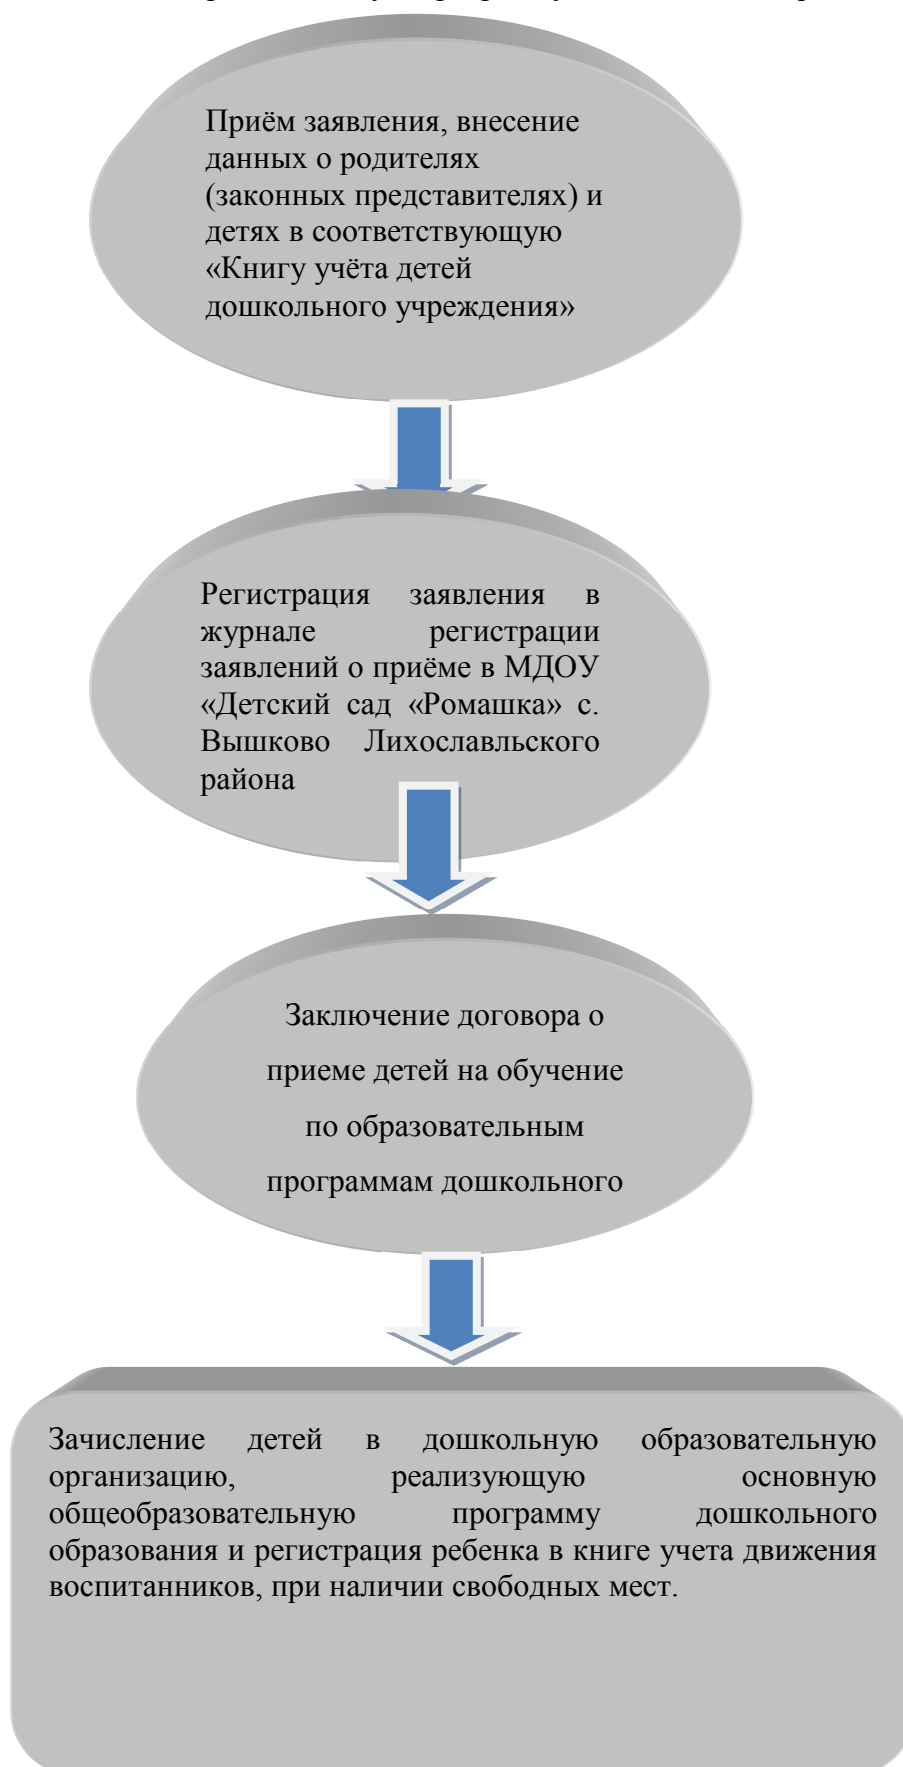 Приём заявления, внесение
данных о родителях
(законных представителях) и
детях в соответствующую
«Книгу учёта детей
дошкольного учреждения»
Регистрация заявления в
журнале регистрации
заявлений о приёме в МДОУ
«Детский сад «Ромашка» с.
Вышково Лихославльского
района
Заключение договора о
приеме детей на обучение
по образовательным
программам дошкольного
Зачисление детей в дошкольную образовательную
организацию, реализующую основную
общеобразовательную программу дошкольного
образования и регистрация ребенка в книге учета движения
воспитанников, при наличии свободных мест.